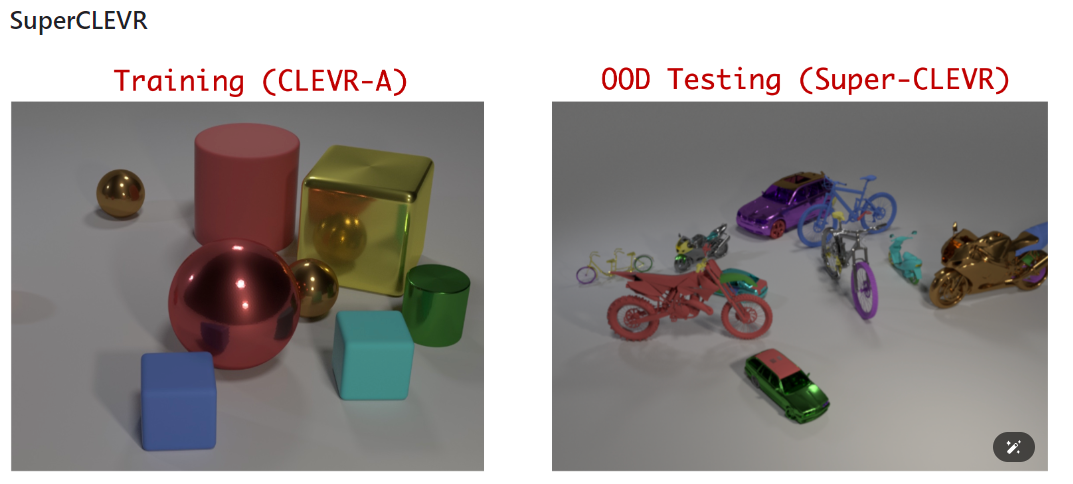 SuperCLEVR
Training (CLEVR-A)
OOD Testing (Super-CLEVR)